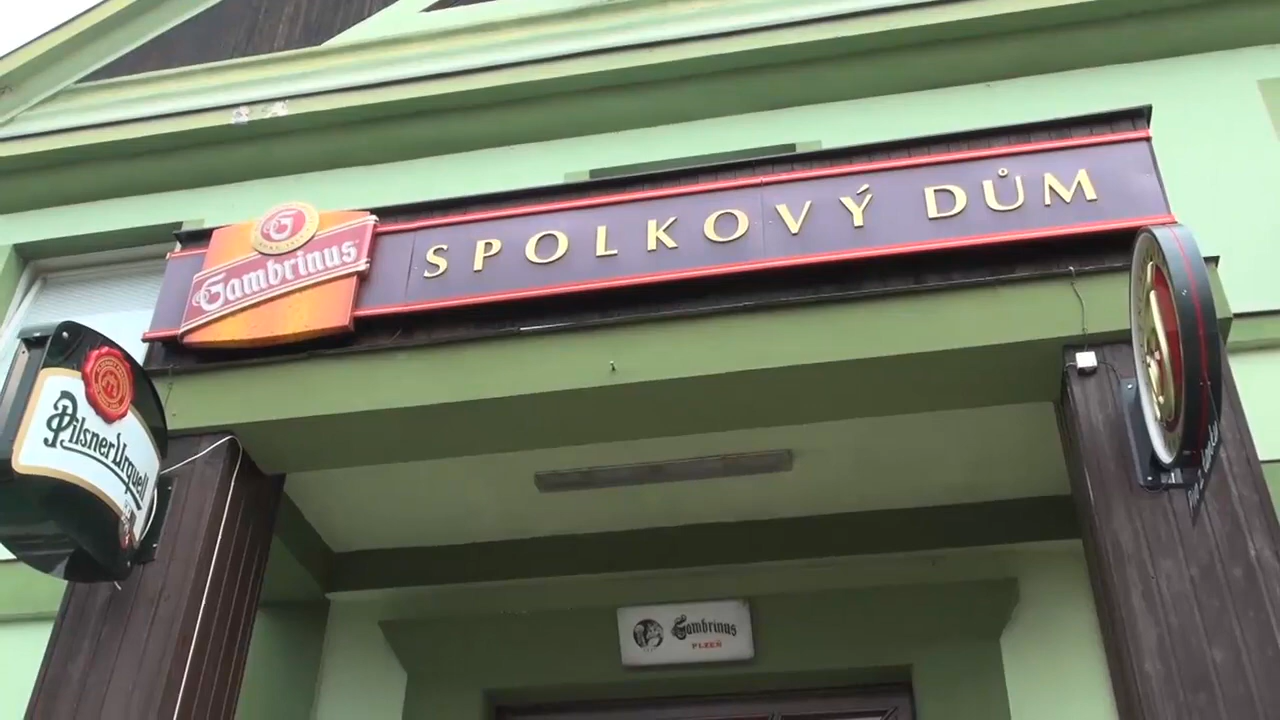 Gambrinus
SPOLKOVÝ DŮM
Pilsner Urquell
Gambrinus
PLZEŇ